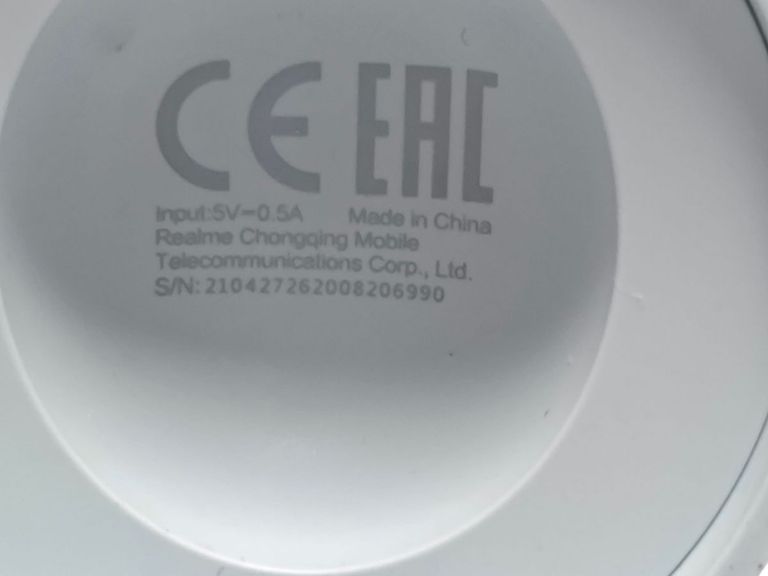 CE EAC
Input:5V⎓0.5A Made in China
Realme Chongqing Mobile
Telecommunications Corp., Ltd.
S/N: 210427262008206990